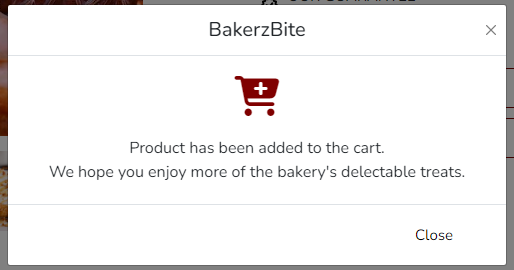 BakerzBite
×
Product has been added to the cart.
We hope you enjoy more of the bakery's delectable treats.
Close